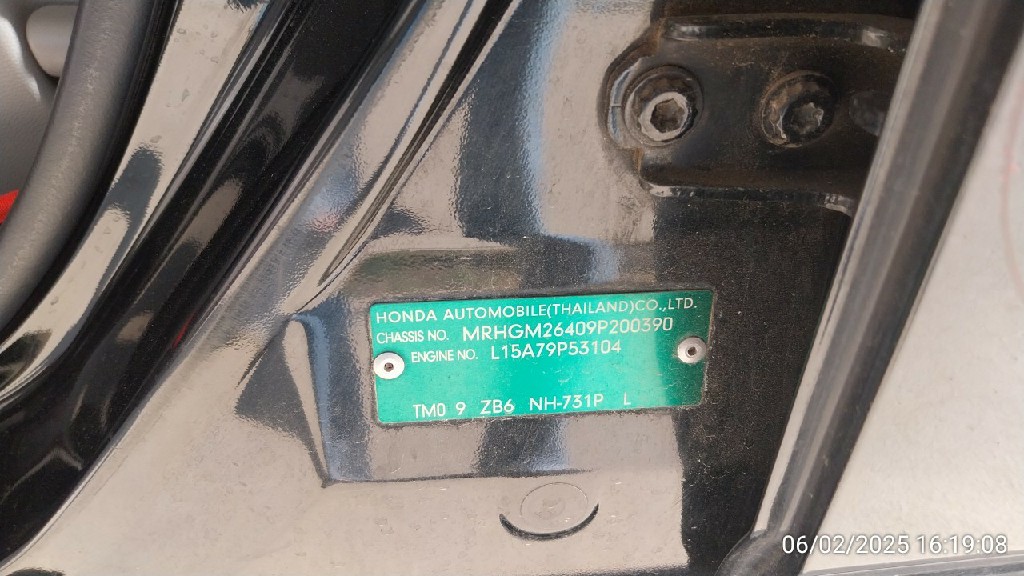 HONDA AUTOMOBILE(THAILAND)CO.,LTD.
CHASSIS NO. MRHGM26409P200390
ENGINE NO. L15A79P53104
TMD 9 ZB6 NH-731P L
06/02/2025 16:19:08